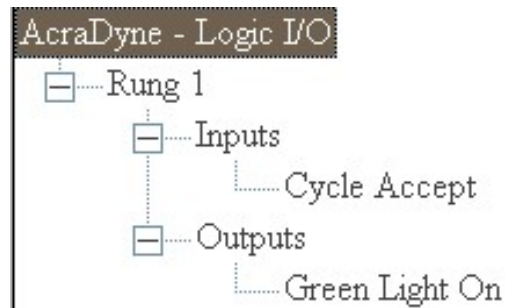 AcraDyne - Logic I/O
Rung 1
Inputs
Cycle Accept
Outputs
Green Light On